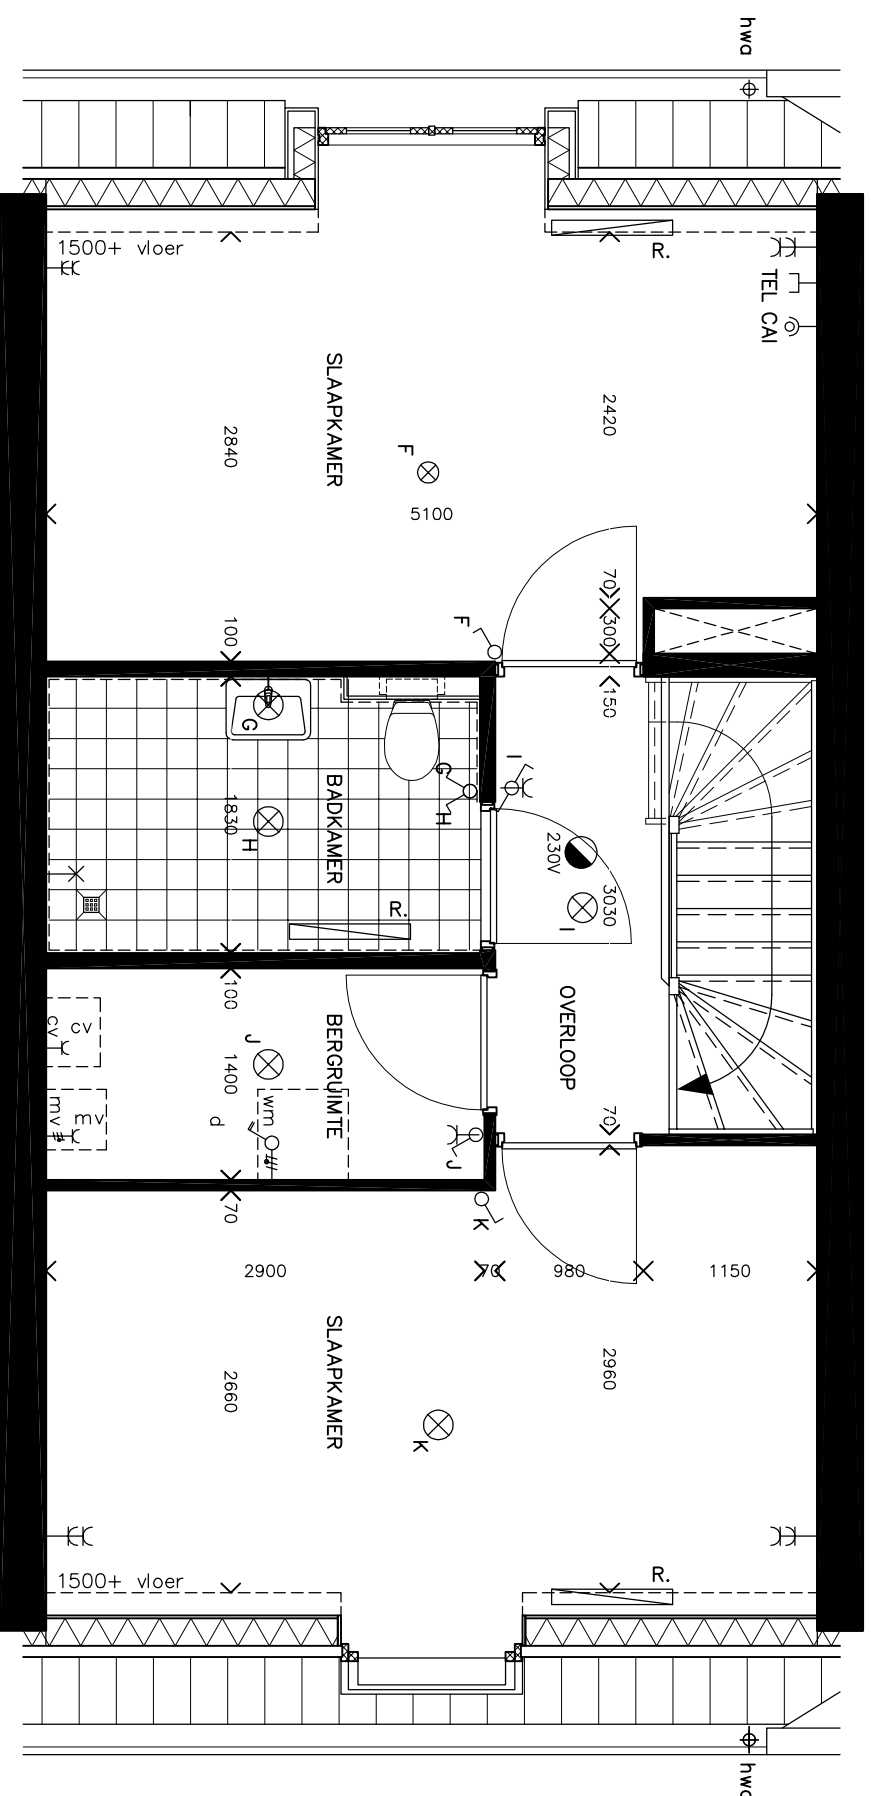 hwa
1500+ vloer
R.
TEL
CAI
SLAAPKAMER
2420
2840
F
5100
70
300
100
F
150
G
BADKAMER
G
H
I
1830
H
230V
3030
I
R.
100
OVERLOOP
cv
cv
J
BERGRUIMTE
1400
mv
mv
wm
d
70
J
70
K
2900
70
980
1150
SLAAPKAMER
2960
2660
K
1500+ vloer
R.